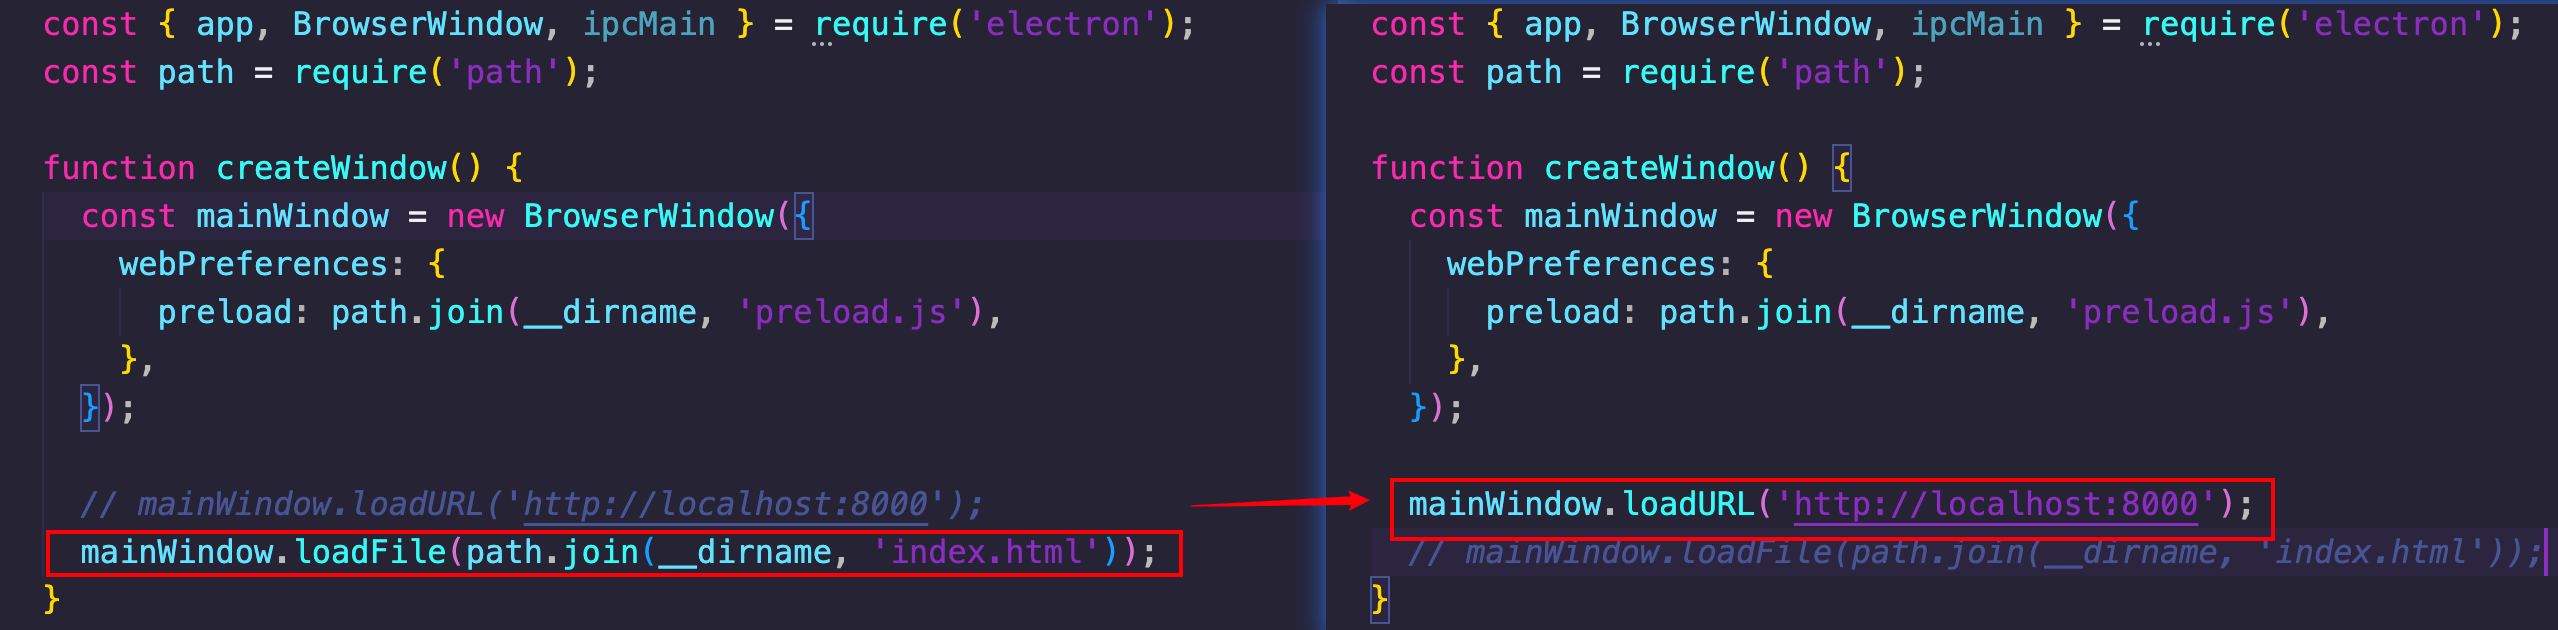 const { app, BrowserWindow, ipcMain } = require('electron');
const path = require('path');
function createWindow() {
const mainWindow = new BrowserWindow({
webPreferences: {
preload: path.join(__dirname, 'preload.js'),
},
});
// mainWindow.loadURL('http://localhost:8000');
mainWindow.loadFile(path.join(__dirname, 'index.html'));
}
const { app, BrowserWindow, ipcMain } = require('electron');
const path = require('path');
function createWindow() {
const mainWindow = new BrowserWindow({
webPreferences: {
preload: path.join(__dirname, 'preload.js'),
},
});
mainWindow.loadURL('http://localhost:8000');
// mainWindow.loadFile(path.join(__dirname, 'index.html'));
}